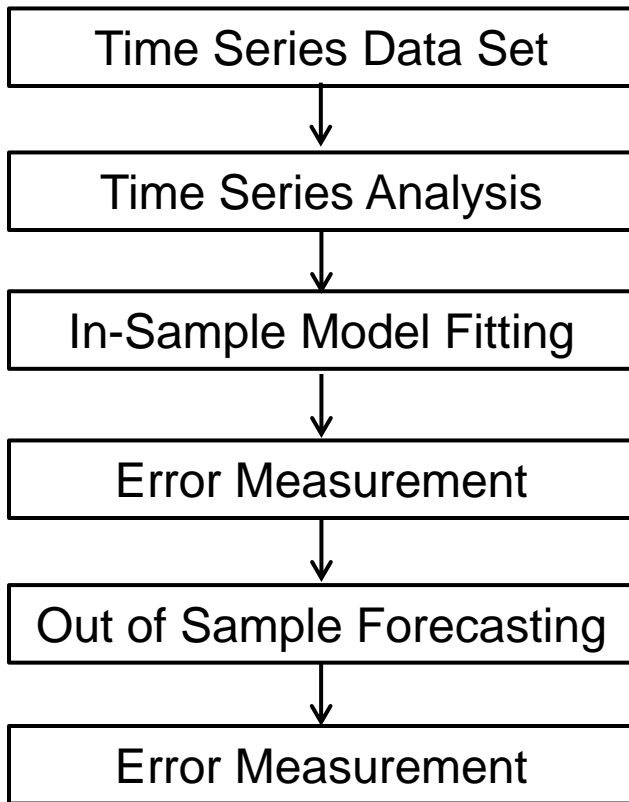 Time Series Data Set
Time Series Analysis
In-Sample Model Fitting
Error Measurement
Out of Sample Forecasting
Error Measurement